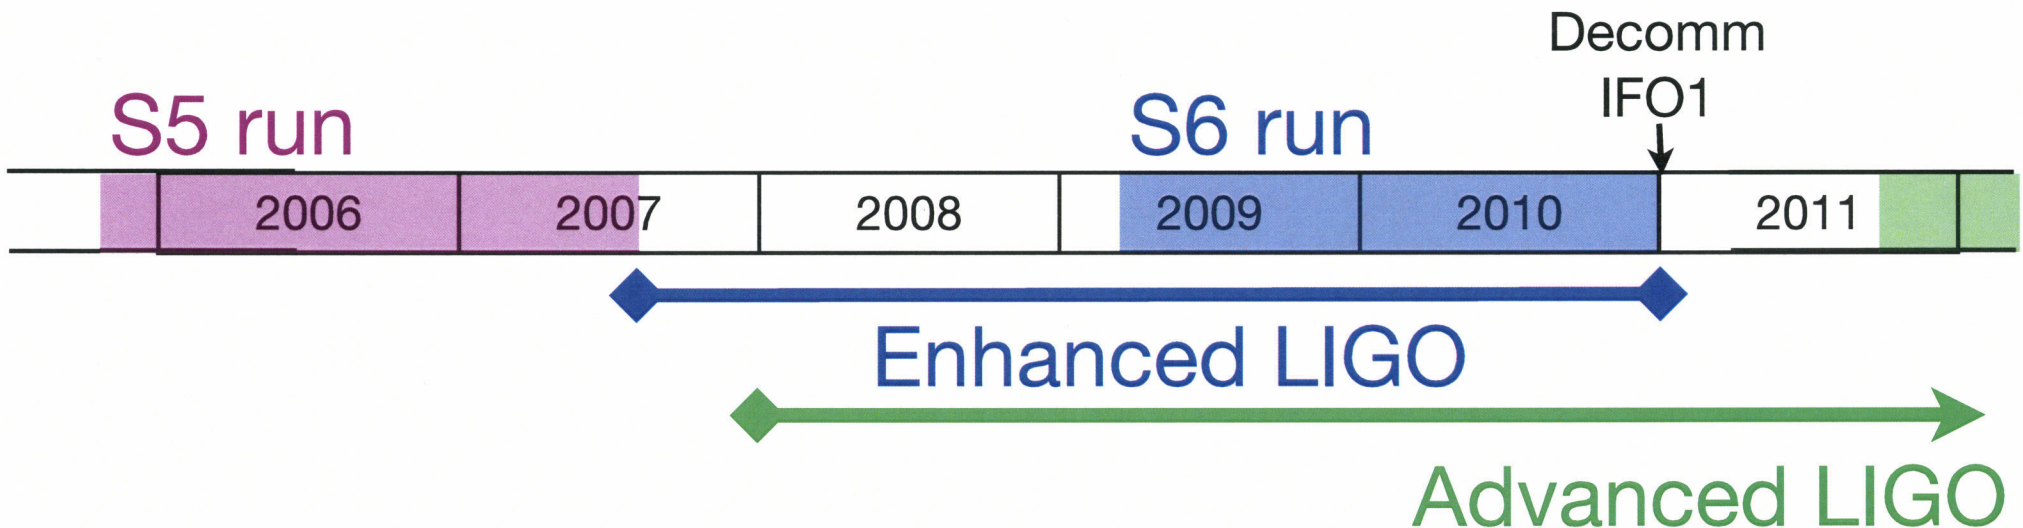 Decomm
IFO1
S5 run
S6 run
2006 2007 2008 2009 2010 2011
Enhanced LIGO
Advanced LIGO